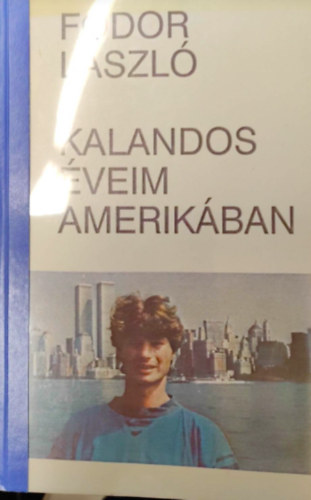 FODOR
LÁSZLÓ
KALANDOS
ÉVEIM
AMERIKÁBAN